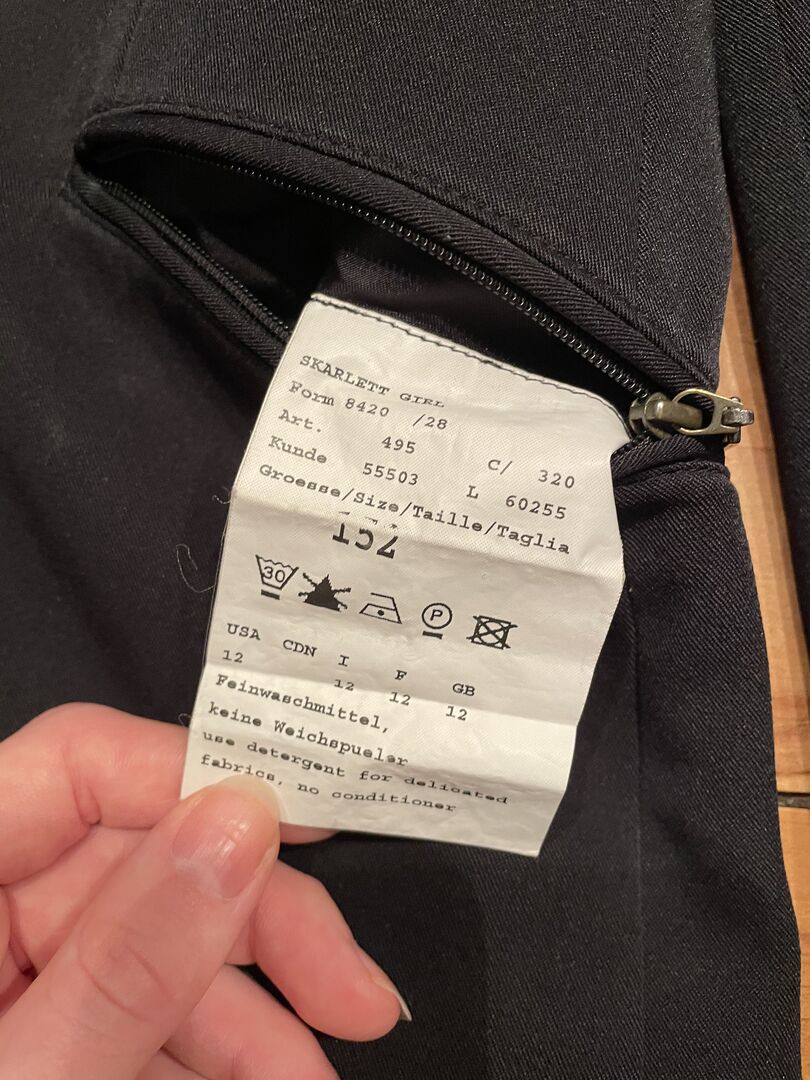 SKARLETT GIRL
Form 8420 /28
Art. 495 C/ 320
Kunde 55503 L 60255
Groesse/Size/Taille/Taglia
30
P
USA CDN I F GB
12 12 12 12
Feinwaschmittel,
keine Weichspueler
use detergent for delicated
fabrics, no conditioner